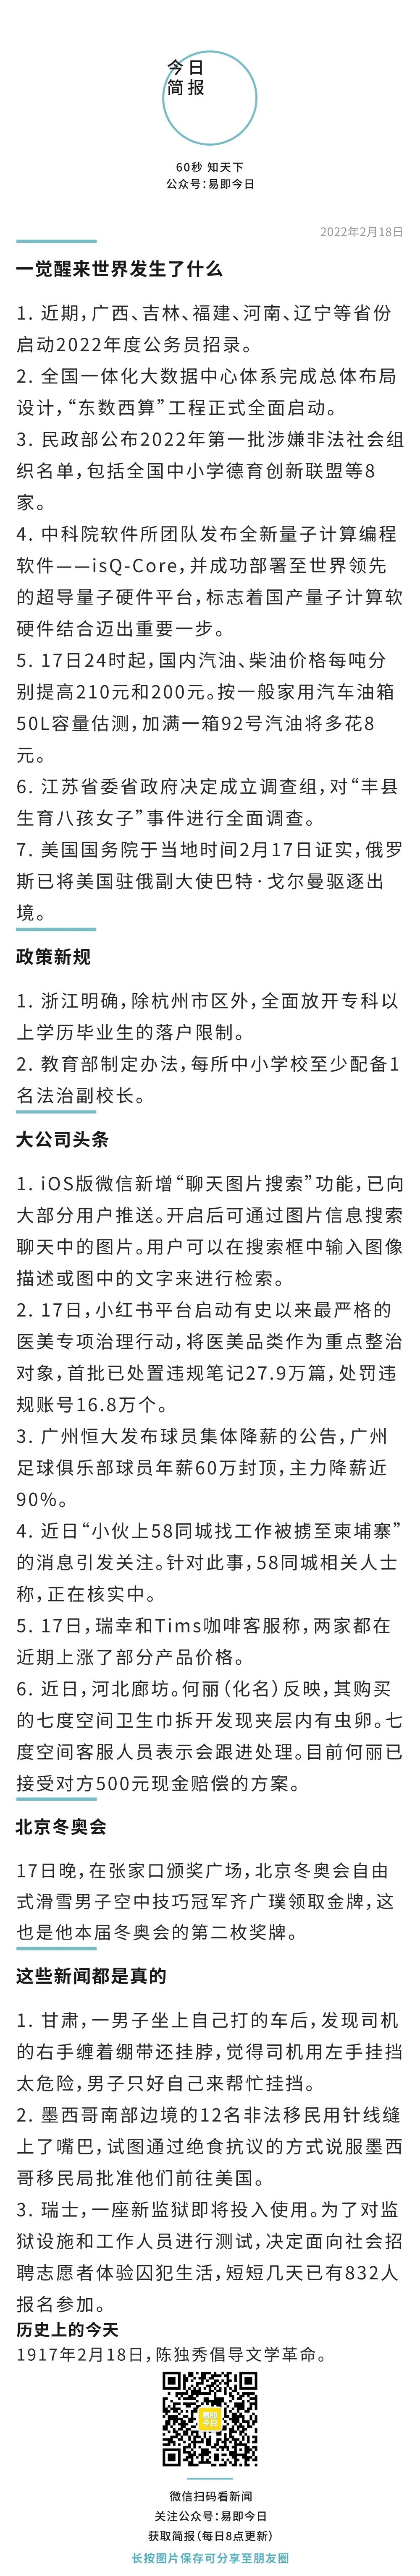 今日
简报
60秒 知天下
公众号：易即今日
2022年2月18日
一觉醒来世界发生了什么
1. 近期，广西、吉林、福建、河南、辽宁等省份
启动2022年度公务员招录。
2. 全国一体化大数据中心体系完成总体布局
设计，“东数西算”工程正式全面启动。
3. 民政部公布2022年第一批涉嫌非法社会组
织名单，包括全国中小学德育创新联盟等8
家。
4. 中科院软件所团队发布全新量子计算编程
软件——isQ-Core，并成功部署至世界领先
的超导量子硬件平台，标志着国产量子计算软
硬件结合迈出重要一步。
5. 17日24时起，国内汽油、柴油价格每吨分
别提高210元和200元。按一般家用汽车油箱
50L容量估测，加满一箱92号汽油将多花8
元。
6. 江苏省委省政府决定成立调查组，对“丰县
生育八孩女子”事件进行全面调查。
7. 美国国务院于当地时间2月17日证实，俄罗
斯已将美国驻俄副大使巴特·戈尔曼驱逐出
境。
政策新规
1. 浙江明确，除杭州市区外，全面放开专科以
上学历毕业生的落户限制。
2. 教育部制定办法，每所中小学校至少配备1
名法治副校长。
大公司头条
1. iOS版微信新增“聊天图片搜索”功能，已向
大部分用户推送。开启后可通过图片信息搜索
聊天中的图片。用户可以在搜索框中输入图像
描述或图中的文字来进行检索。
2. 17日，小红书平台启动有史以来最严格的
医美专项治理行动，将医美品类作为重点整治
对象，首批已处置违规笔记27.9万篇，处罚违
规账号16.8万个。
3. 广州恒大发布球员集体降薪的公告，广州
足球俱乐部球员年薪60万封顶，主力降薪近
90%。
4. 近日“小伙上58同城找工作被掳至柬埔寨”
的消息引发关注。针对此事，58同城相关人士
称，正在核实中。
5. 17日，瑞幸和Tims咖啡客服称，两家都在
近期上涨了部分产品价格。
6. 近日，河北廊坊。何丽（化名）反映，其购买
的七度空间卫生巾拆开发现夹层内有虫卵。七
度空间客服人员表示会跟进处理。目前何丽已
接受对方500元现金赔偿的方案。
北京冬奥会
17日晚，在张家口颁奖广场，北京冬奥会自由
式滑雪男子空中技巧冠军齐广璞领取金牌，这
也是他本届冬奥会的第二枚奖牌。
这些新闻都是真的
1. 甘肃，一男子坐上自己打的车后，发现司机
的右手缠着绷带还挂脖，觉得司机用左手挂挡
太危险，男子只好自己来帮忙挂挡。
2. 墨西哥南部边境的12名非法移民用针线缝
上了嘴巴，试图通过绝食抗议的方式说服墨西
哥移民局批准他们前往美国。
3. 瑞士，一座新监狱即将投入使用。为了对监
狱设施和工作人员进行测试，决定面向社会招
聘志愿者体验囚犯生活，短短几天已有832人
报名参加。
历史上的今天
1917年2月18日，陈独秀倡导文学革命。
易即
今日
微信扫码看新闻
关注公众号：易即今日
获取简报（每日8点更新）
长按图片保存可分享至朋友圈